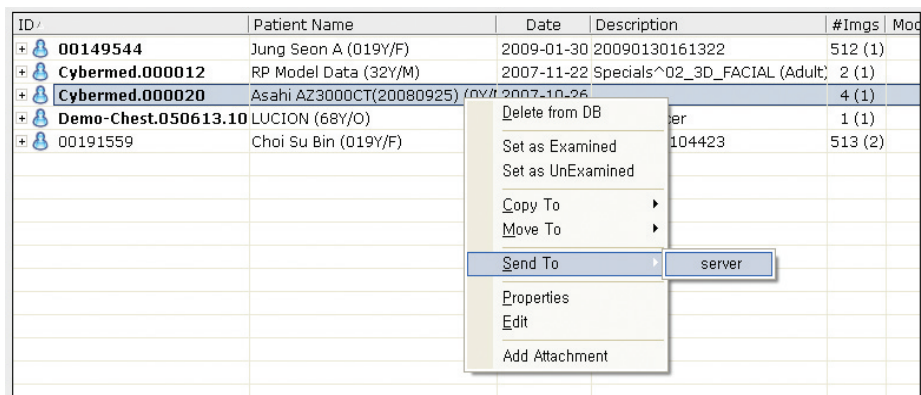 ID Patient Name Date Description #Imgs Mod
00149544 Jung Seon A (019Y/F) 2009-01-30 20090130161322 512 (1)
Cybermed.000012 RP Model Data (32Y/M) 2007-11-22 Specials^02_3D_FACIAL (Adult) 2 (1)
Cybermed.000020 Asahi AZ3000CT(20080925) (0Y/ 2007-10-26 4 (1)
Demo-Chest.050613.10 LUCION (68Y/O) cer 1 (1)
00191559 Choi Su Bin (019Y/F) 104423 513 (2)
Delete from DB
Set as Examined
Set as UnExamined
Copy To
Move To
Send To server
Properties
Edit
Add Attachment